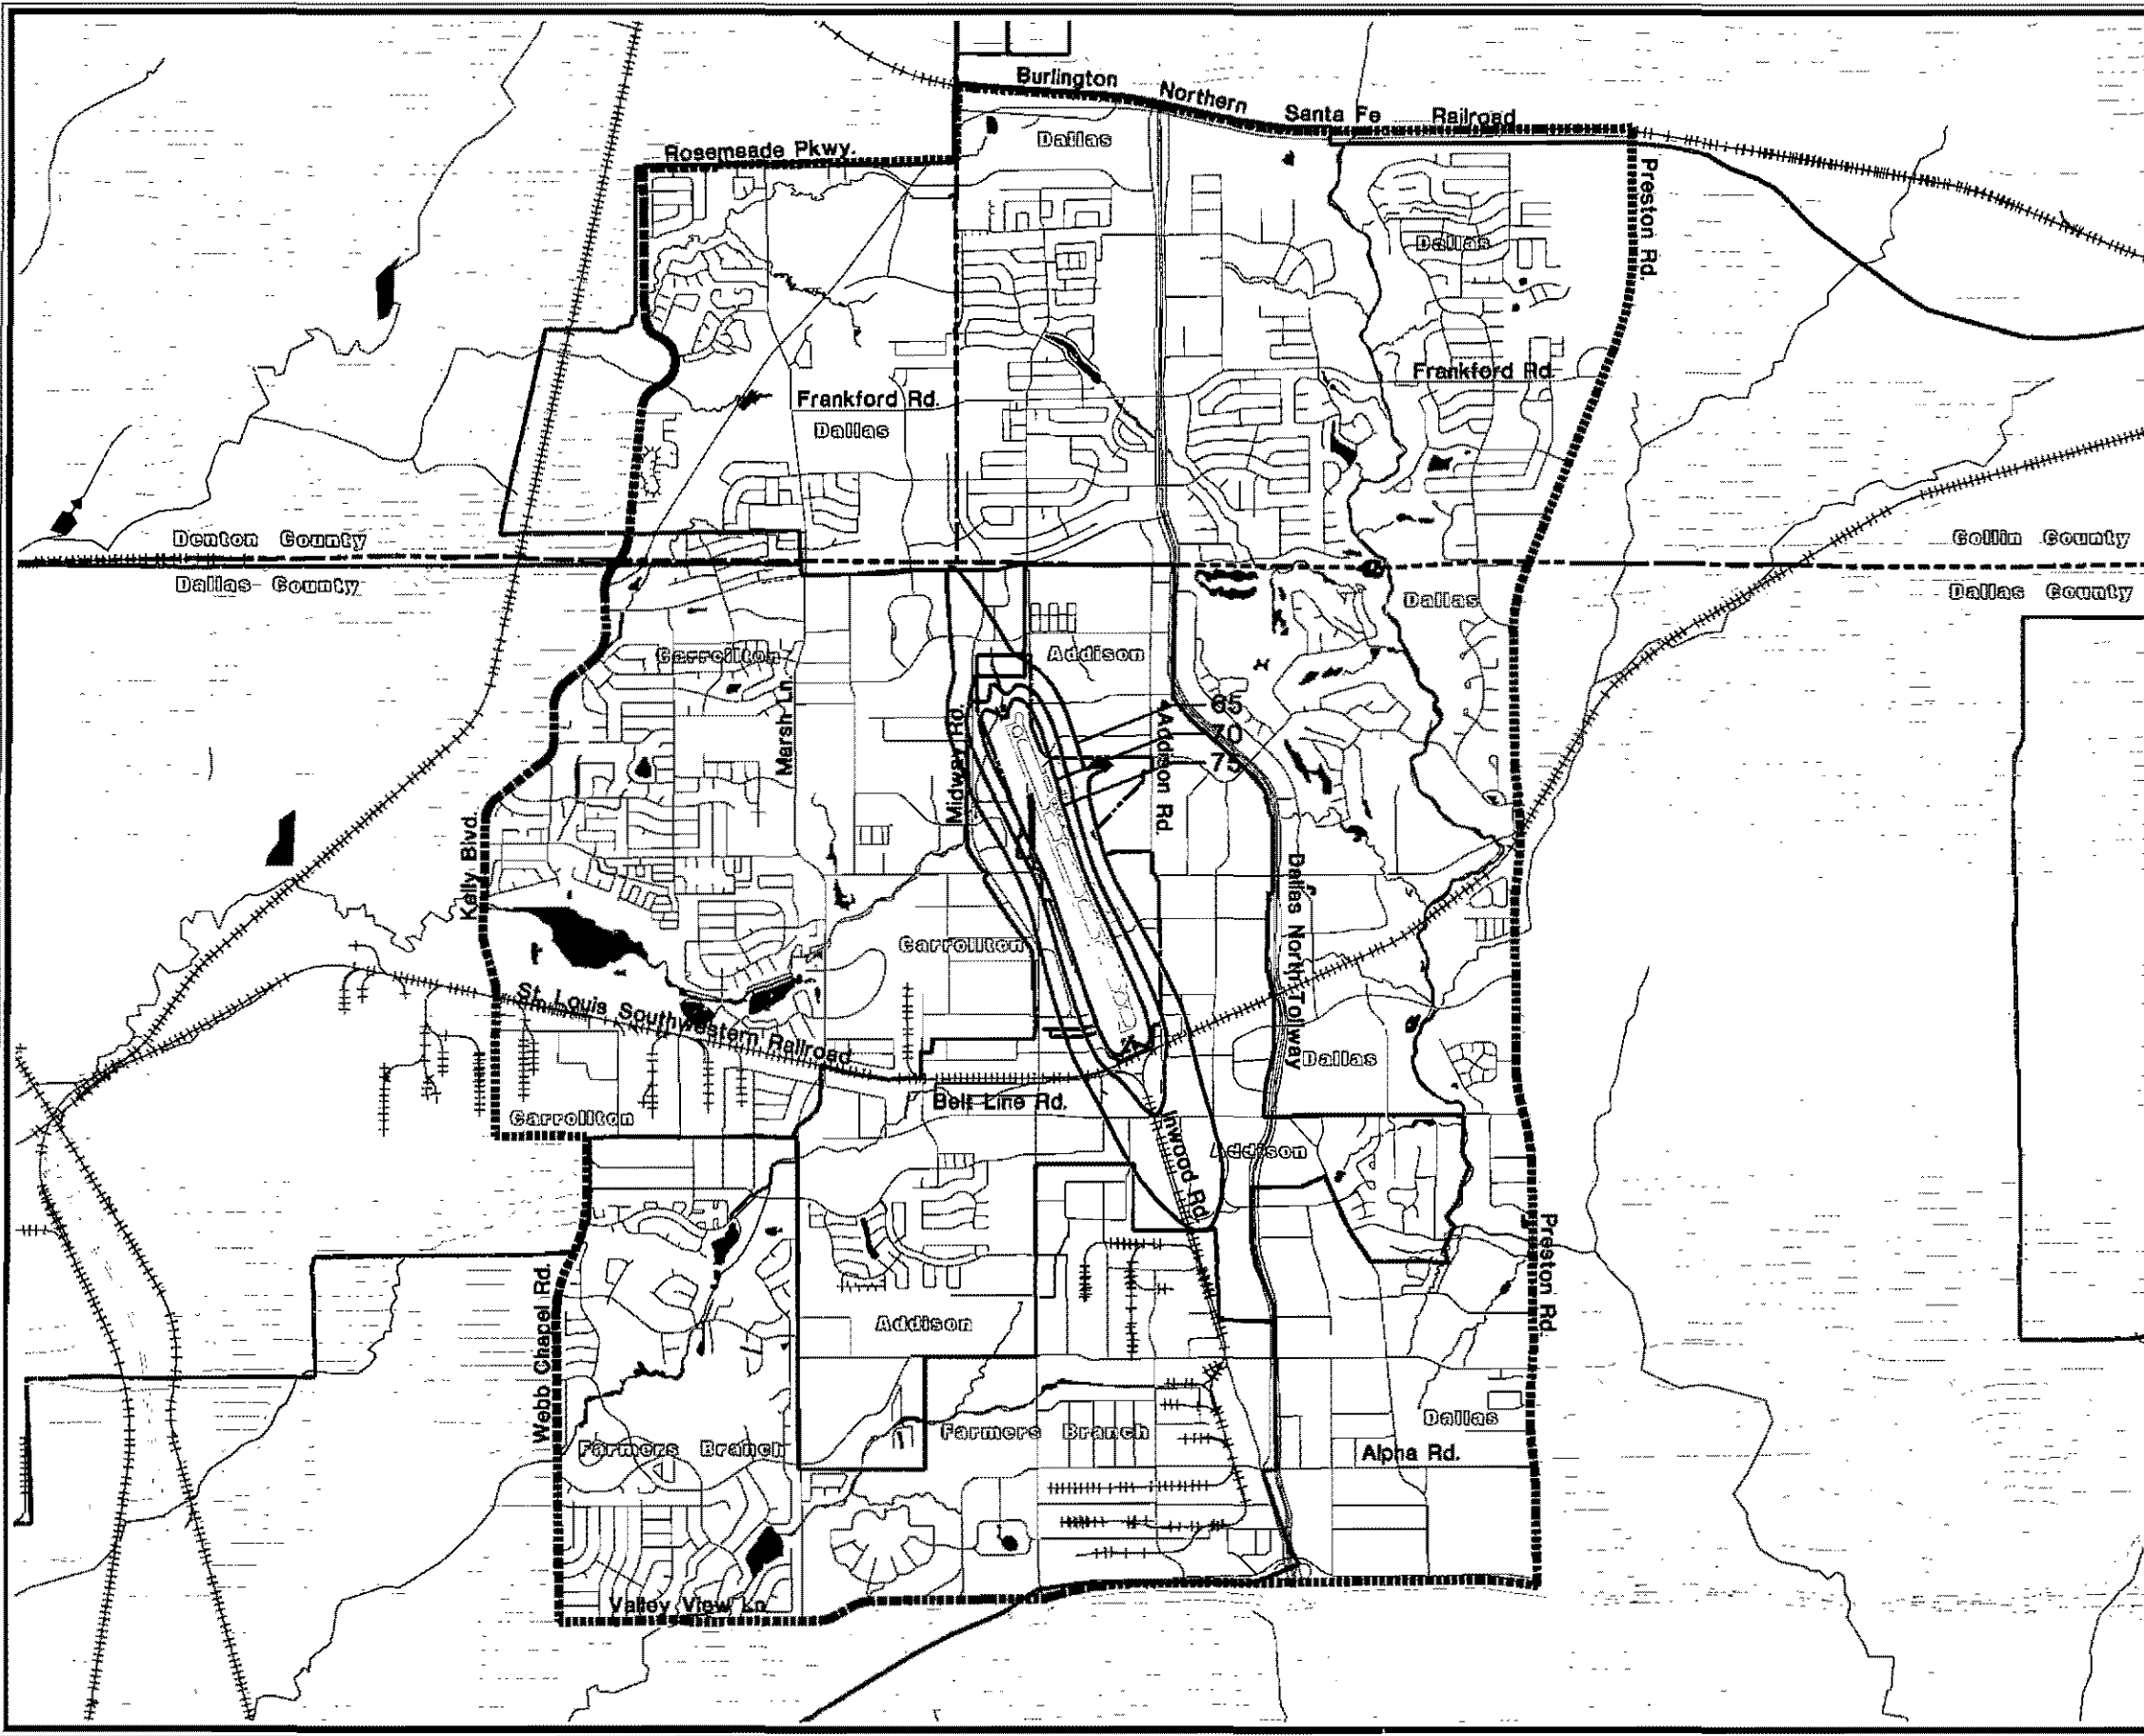 Burlington Northern Santa Fe Railroad
Dallas
Rosemeade Pkwy.
Preston Rd.
Dallas
Frankford Rd.
Frankford Rd.
Dallas
Denton County
Dallas County
Collin County
Dallas County
Dallas
Carrollton
Addison
Marsh Ln.
Midway Rd.
Addison Rd.
65
70
75
Kelly Blvd.
Dallas North Tollway
Carrollton
St. Louis Southwestern Railroad
Dallas
Belt Line Rd.
Carrollton
Inwood Rd.
Addison
Preston Rd.
Webb Chapel Rd.
Addison
Dallas
Farmers Branch
Farmers Branch
Alpha Rd.
Valley View Ln.